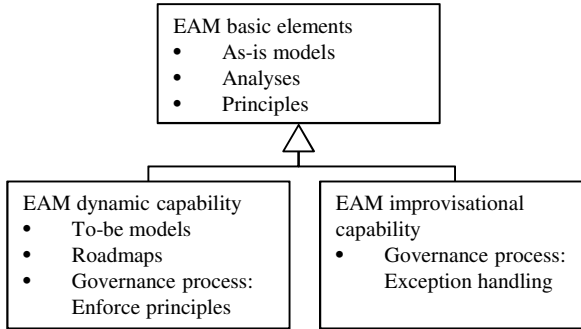 EAM basic elements
• As-is models
• Analyses
• Principles
EAM dynamic capability
• To-be models
• Roadmaps
• Governance process:
Enforce principles
EAM improvisational
capability
• Governance process:
Exception handling